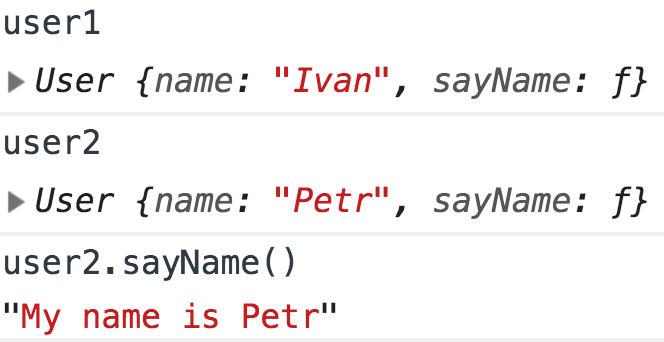 user1
▶ User {name: "Ivan", sayName: ƒ}
user2
▶ User {name: "Petr", sayName: ƒ}
user2.sayName()
"My name is Petr"